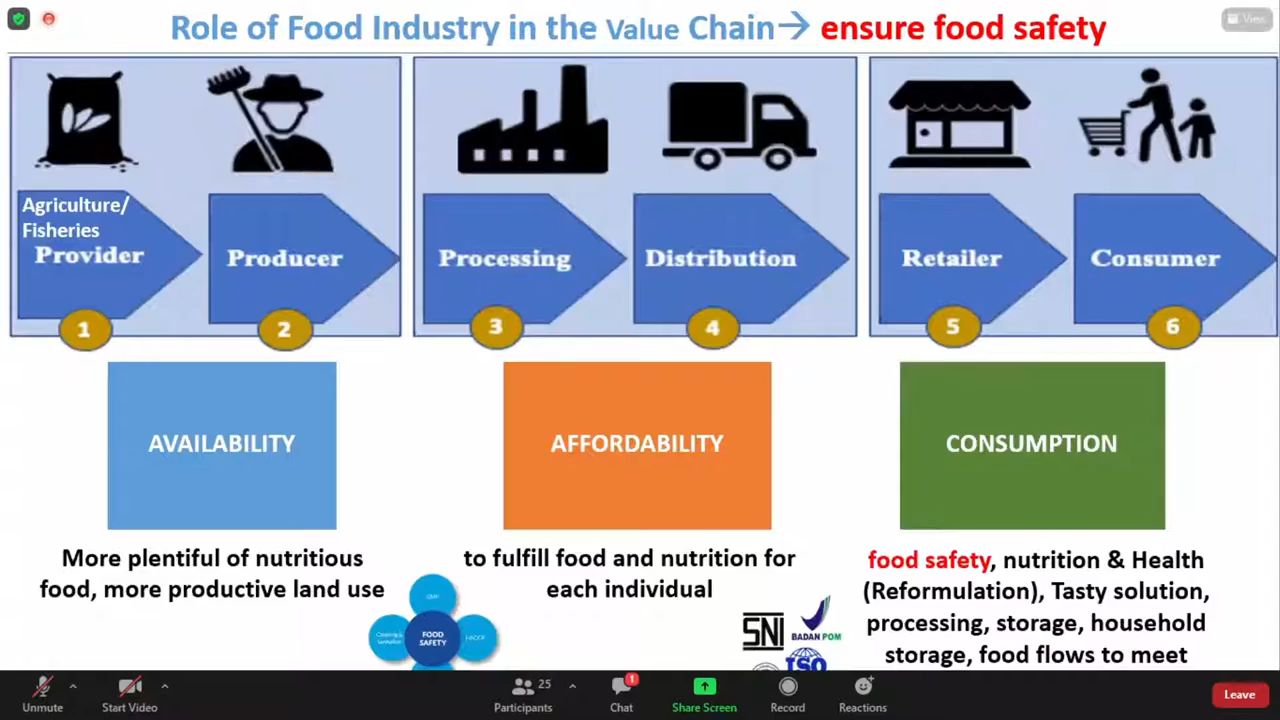 Role of Food Industry in the Value Chain→ ensure food safety
View
Agriculture/
Fisheries
Provider
Producer
Processing
Distribution
Retailer
Consumer
1
2
3
4
5
6
AVAILABILITY
AFFORDABILITY
CONSUMPTION
More plentiful of nutritious
food, more productive land use
to fulfill food and nutrition for
each individual
food safety, nutrition & Health
(Reformulation), Tasty solution,
processing, storage, household
storage, food flows to meet
GMP
FOOD
SAFETY
HACCP
SNI
BADAN POM
ISO
Unmute
Start Video
25
Participants
1
Chat
Share Screen
Record
Reactions
Leave